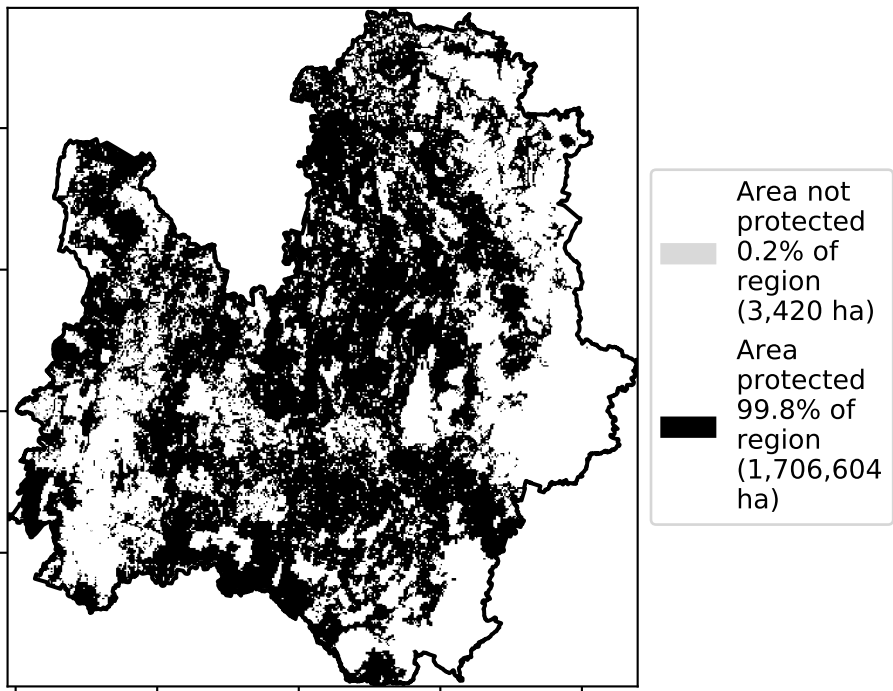 Area not
protected
0.2% of
region
(3,420 ha)
Area
protected
99.8% of
region
(1,706,604
ha)